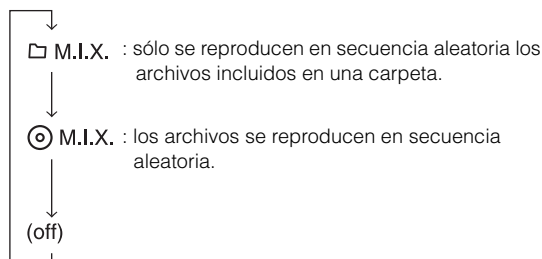 M.I.X. : sólo se reproducen en secuencia aleatoria los
archivos incluidos en una carpeta.
M.I.X. : los archivos se reproducen en secuencia
aleatoria.
(off)